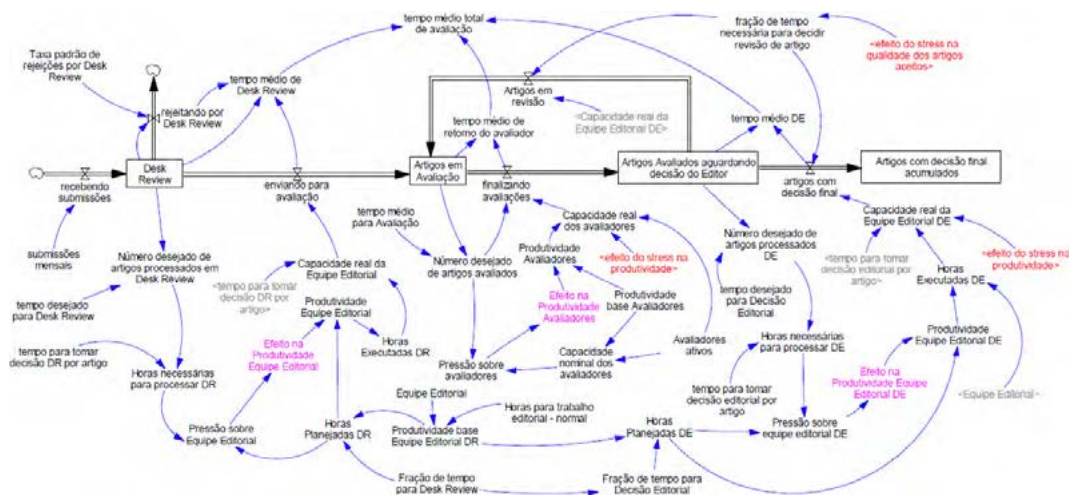 tempo médio total
de avaliação
fração de tempo
necessária para decidir
revisão de artigo
<efeito do stress na
qualidade dos artigos
aceitos>
Taxa padrão de
rejeições por Desk
Review
tempo médio de
Desk Review
rejeitando por
Desk Review
Artigos em
revisão
<Capacidade real da
Equipe Editorial DE>
tempo médio de
retorno do avaliador
tempo médio DE
Desk
Review
Artigos em
Avaliação
Artigos Avaliados aguardando
decisão do Editor
Artigos com decisão final
acumulados
recebendo
submissões
enviando para
avaliação
finalizando
avaliações
artigos com
decisão final
submissões
mensais
tempo médio
para Avaliação
Capacidade real
dos avaliadores
Capacidade real da
Equipe Editorial DE
Número desejado de
artigos processados em
Desk Review
Capacidade real da
Equipe Editorial
Número desejado
de artigos avaliados
Produtividade
Avaliadores
<efeito do stress na
produtividade>
Número desejado
de artigos processados
DE
<tempo para tomar
decisão editorial por
artigo>
Horas
Executadas DE
<efeito do stress na
produtividade>
tempo desejado
para Desk Review
<tempo para tomar
decisão DR por
artigo>
Produtividade
Equipe Editorial
Efeito na
Produtividade
Avaliadores
Produtividade
base Avaliadores
tempo desejado
para Decisão
Editorial
Efeito na
Produtividade
Equipe Editorial
Horas
Executadas DR
Avaliadores
ativos
Horas necessárias
para processar DE
Produtividade
Equipe Editorial DE
tempo para tomar
decisão DR por artigo
Horas necessárias
para processar DR
Pressão sobre
avaliadores
Capacidade
nominal dos
avaliadores
Efeito na
Produtividade Equipe
Editorial DE
tempo para tomar
decisão editorial por
artigo
<Equipe Editorial>
Equipe Editorial
Horas para trabalho
editorial - normal
Pressão sobre
Equipe Editorial
Horas
Planejadas DR
Produtividade base
Equipe Editorial DR
Horas
Planejadas DE
Pressão sobre
equipe editorial DE
Fração de tempo
para Desk Review
Fração de tempo para
Decisão Editorial